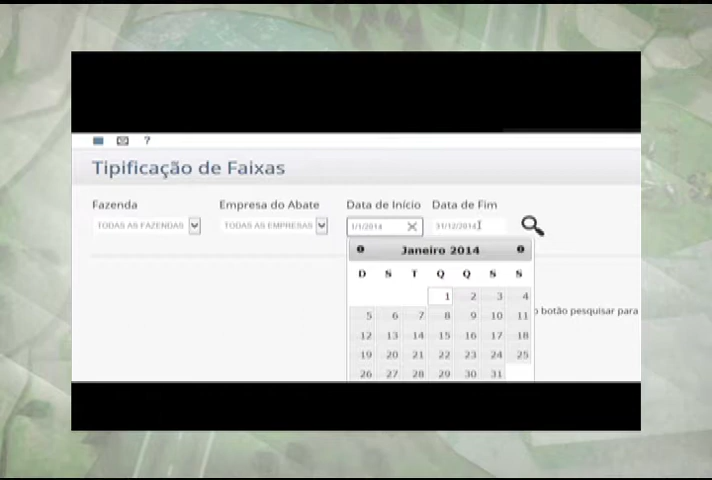 ?
Tipificação de Faixas
Fazenda Empresa do Abate Data de Início Data de Fim
TODAS AS FAZENDAS TODAS AS EMPRESAS 1/1/2014 31/12/2014
Janeiro 2014
D S T Q Q S S
1 2 3 4
5 6 7 8 9 10 11
o botão pesquisar para
12 13 14 15 16 17 18
19 20 21 22 23 24 25
26 27 28 29 30 31